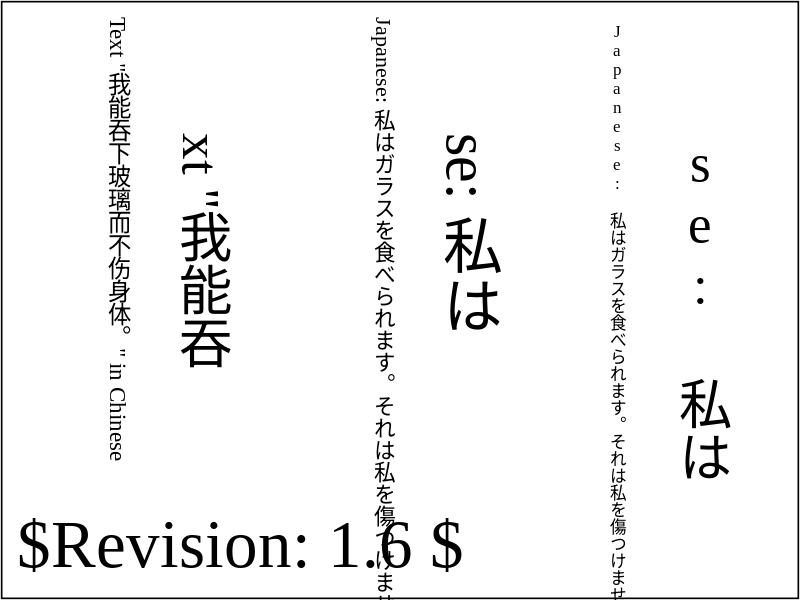 Text "我能吞下玻璃而不伤身体。" in Chinese
xt "我能吞
Japanese: 私はガラスを食べられます。それは私を傷つけませ
se: 私は
Japanese: 私はガラスを食べられます。それは私を傷つけませ
se: 私は
$Revision: 1.6 $